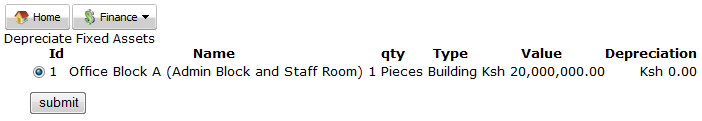 Home Finance
Depreciate Fixed Assets
Id Name qty Type Value Depreciation
1 Office Block A (Admin Block and Staff Room) 1 Pieces Building Ksh 20,000,000.00 Ksh 0.00
submit